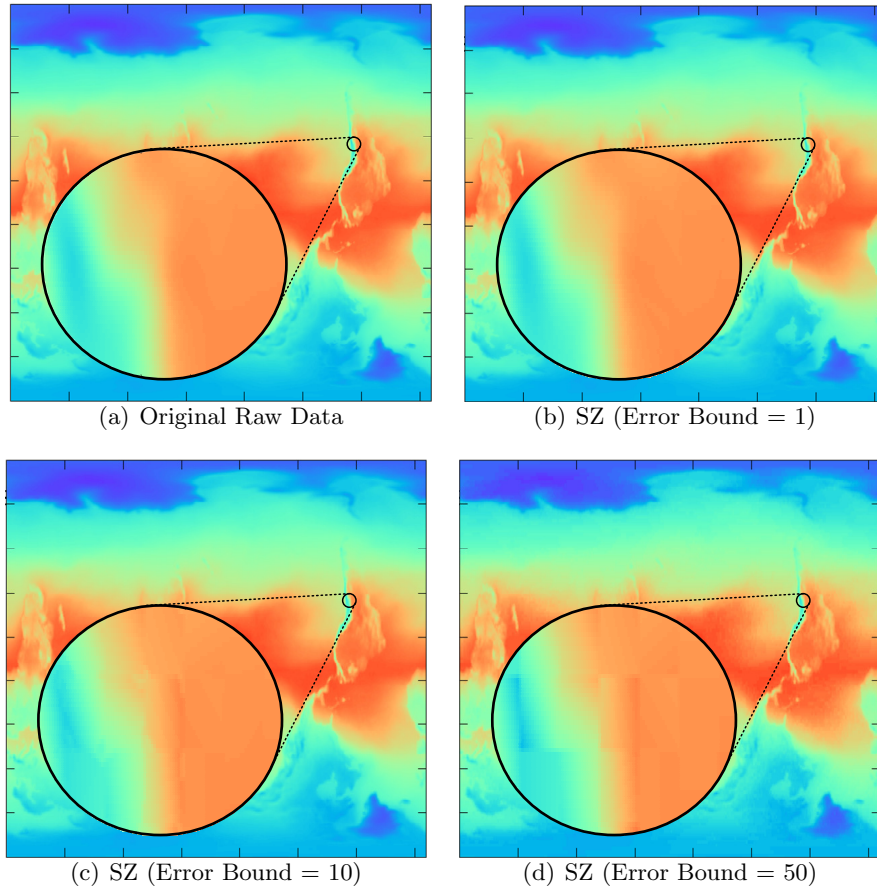 (a) Original Raw Data
(b) SZ (Error Bound = 1)
(c) SZ (Error Bound = 10)
(d) SZ (Error Bound = 50)